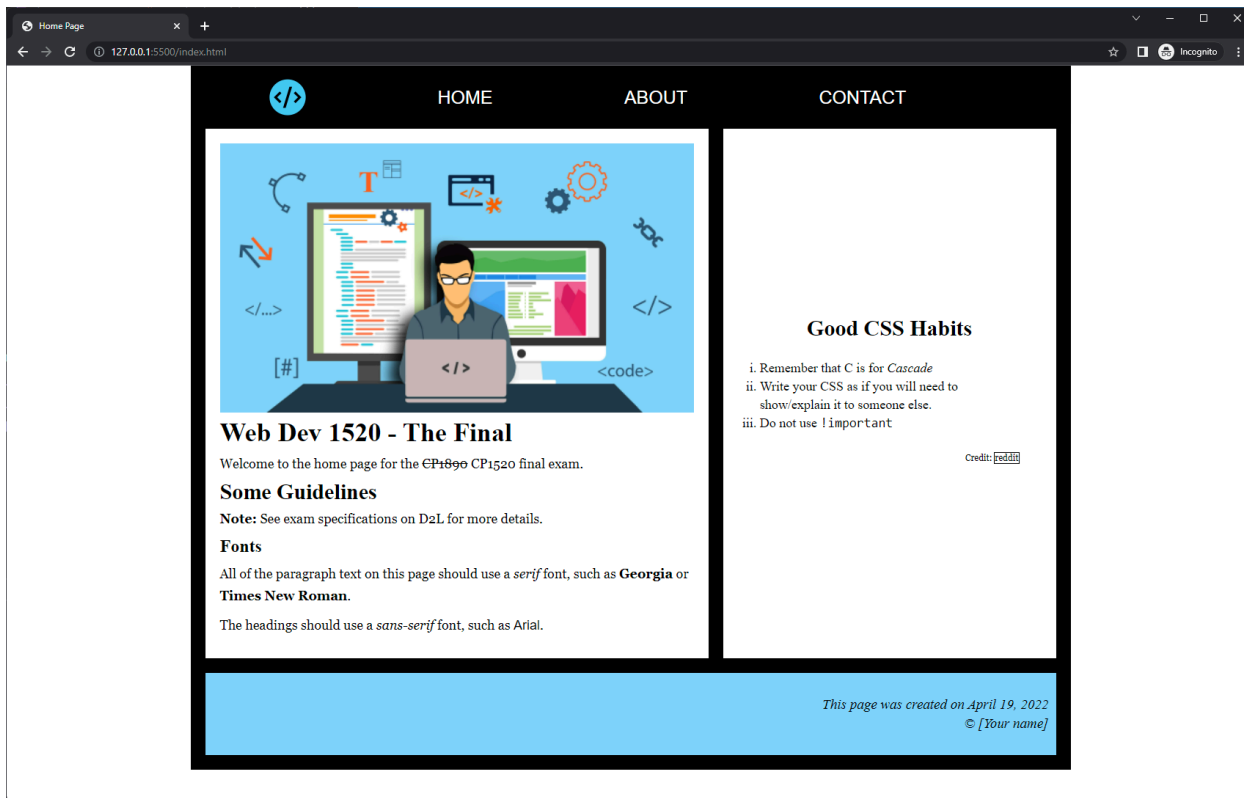 Home Page
127.0.0.1:5500/index.html
Incognito
</>
HOME
ABOUT
CONTACT
T
</>
</...>
</>
[#]
</>
<code>
Web Dev 1520 - The Final
Welcome to the home page for the CP1890 CP1520 final exam.
Some Guidelines
Note: See exam specifications on D2L for more details.
Fonts
All of the paragraph text on this page should use a serif font, such as Georgia or
Times New Roman.
The headings should use a sans-serif font, such as Arial.
Good CSS Habits
i. Remember that C is for Cascade
ii. Write your CSS as if you will need to
show/explain it to someone else.
iii. Do not use !important
Credit: reddit
This page was created on April 19, 2022
© [Your name]